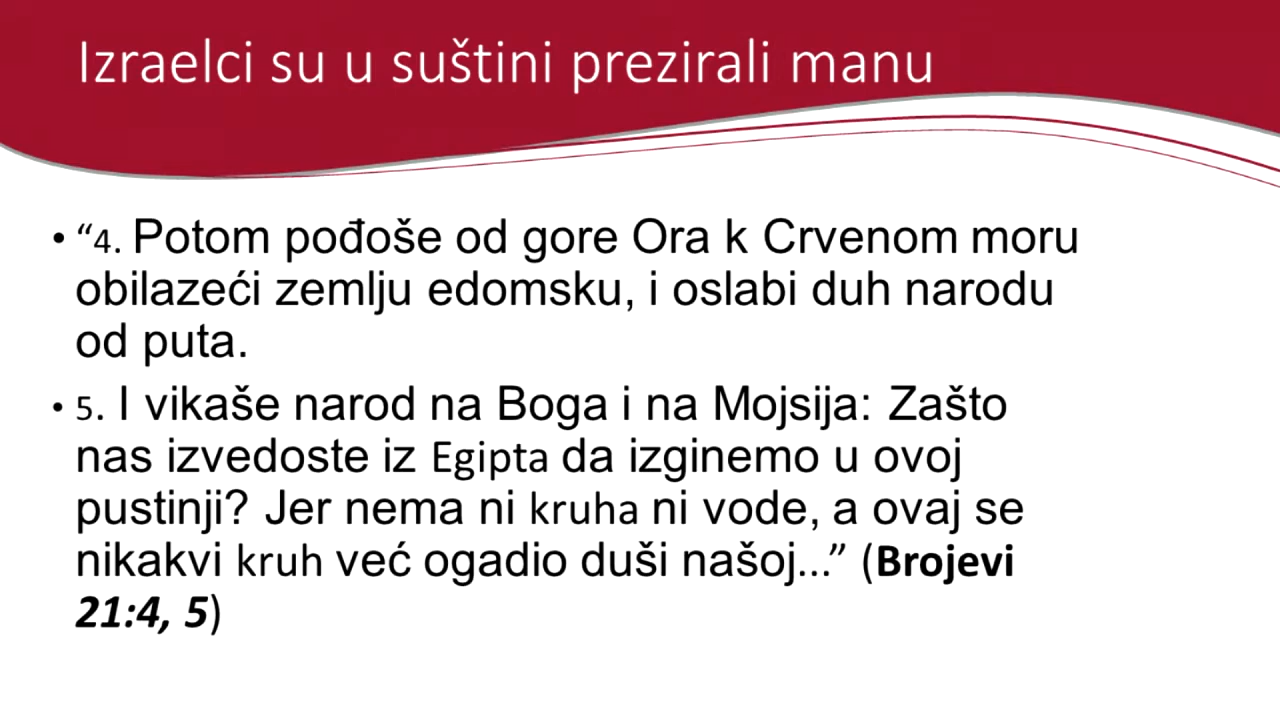 Izraelci su u suštini prezirali manu
• “4. Potom pođoše od gore Ora k Crvenom moru
obilazeći zemlju edomsku, i oslabi duh narodu
od puta.
• 5. I vikaše narod na Boga i na Mojsija: Zašto
nas izvedoste iz Egipta da izginemo u ovoj
pustinji? Jer nema ni kruha ni vode, a ovaj se
nikakvi kruh već ogadio duši našoj...” (Brojevi
21:4, 5)